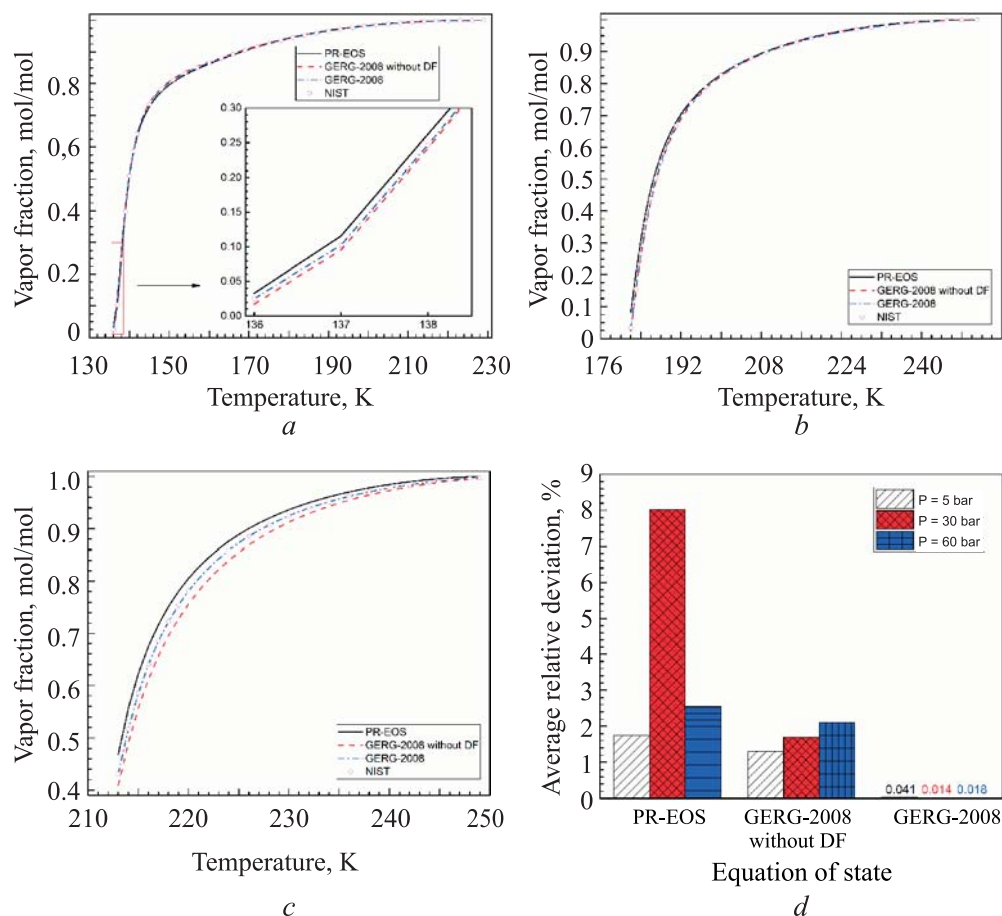 Vapor fraction, mol/mol
0.8
0.6
0.4
0.2
0
130
150
170
190
210
230
Temperature, K
a
PR-EOS
GERG-2008 without DF
GERG-2008
NIST
0.30
0.25
0.20
0.15
0.10
0.05
0.00
136
137
138
Vapor fraction, mol/mol
0.9
0.8
0.7
0.6
0.5
0.4
0.3
0.2
0.1
0
176
192
208
224
240
Temperature, K
b
PR-EOS
GERG-2008 without DF
GERG-2008
NIST
Vapor fraction, mol/mol
1.0
0.9
0.8
0.7
0.6
0.5
0.4
210
220
230
240
250
Temperature, K
c
PR-EOS
GERG-2008 without DF
GERG-2008
NIST
Average relative deviation, %
9
8
7
6
5
4
3
2
1
0
P = 5 bar
P = 30 bar
P = 60 bar
0.041 0.014 0.018
PR-EOS
GERG-2008
without DF
GERG-2008
Equation of state
d